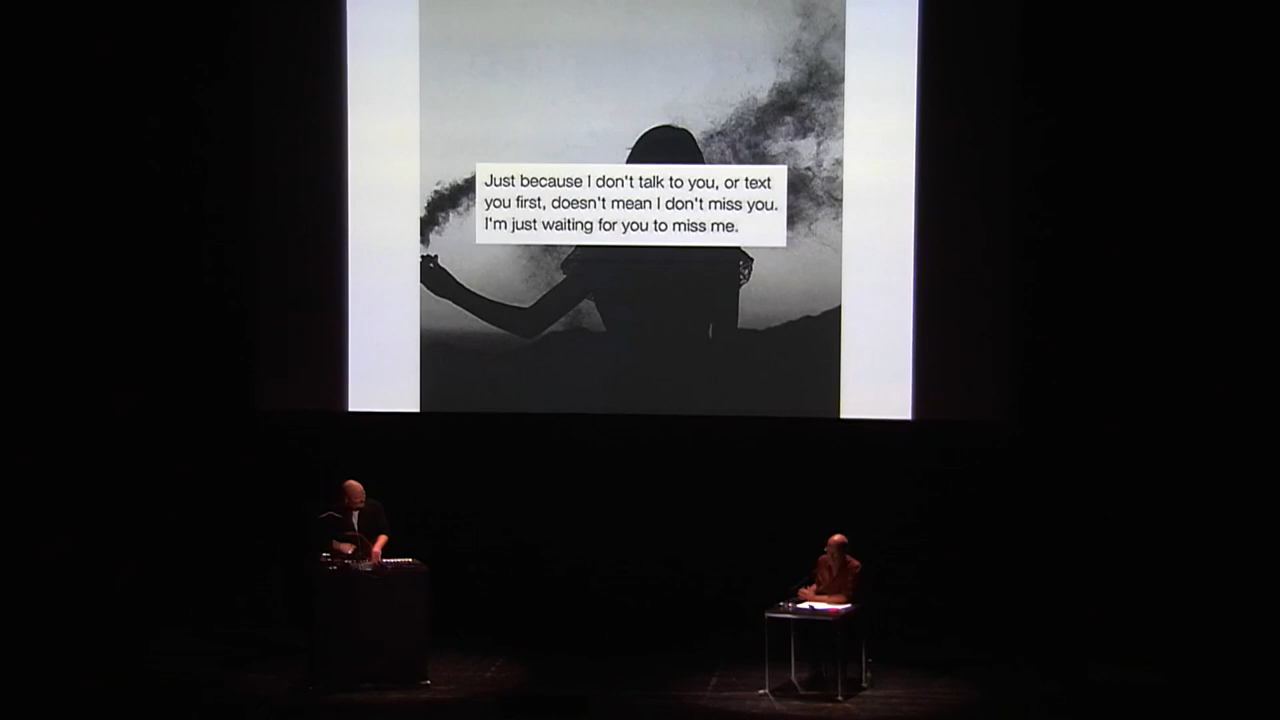 Just because I don't talk to you, or text
you first, doesn't mean I don't miss you.
I'm just waiting for you to miss me.